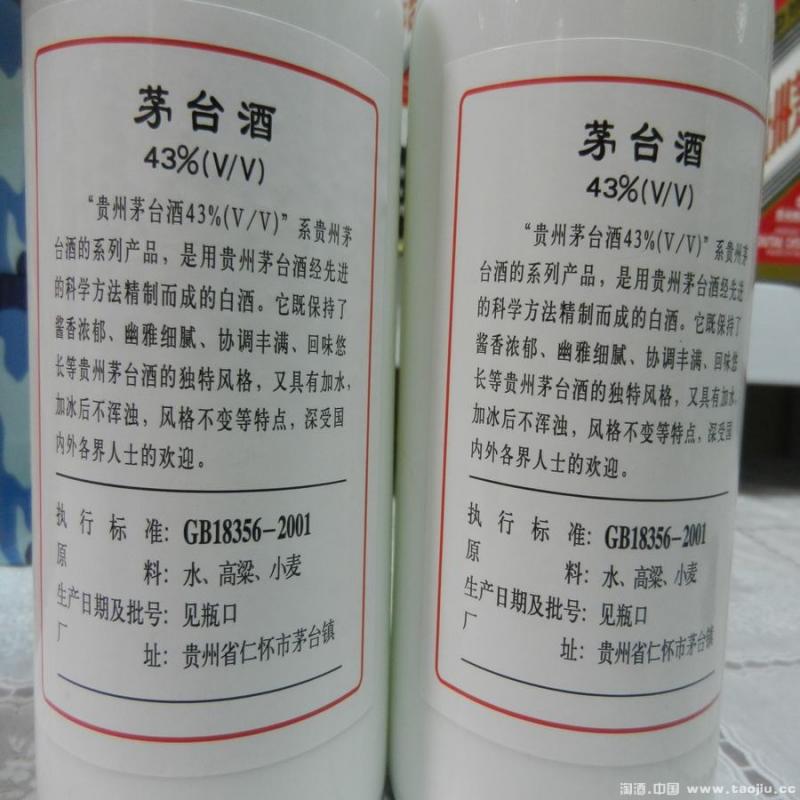 茅台酒
43%(V/V)
“贵州茅台酒43%(V/V)”系贵州茅
台酒的系列产品，是用贵州茅台酒经先进
的科学方法精制而成的白酒。它既保持了
酱香浓郁、幽雅细腻、协调丰满、回味悠
长等贵州茅台酒的独特风格，又具有加水，
加冰后不浑浊，风格不变等特点，深受国
内外各界人士的欢迎。
执行标准：GB18356-2001
原料：水、高粱、小麦
生产日期及批号：见瓶口
厂址：贵州省仁怀市茅台镇
茅台酒
43%(V/V)
“贵州茅台酒43%(V/V)”系贵州茅
台酒的系列产品，是用贵州茅台酒经先进
的科学方法精制而成的白酒。它既保持了
酱香浓郁、幽雅细腻、协调丰满、回味悠
长等贵州茅台酒的独特风格，又具有加水，
加冰后不浑浊，风格不变等特点，深受国
内外各界人士的欢迎。
执行标准：GB18356-2001
原料：水、高粱、小麦
生产日期及批号：见瓶口
厂址：贵州省仁怀市茅台镇
淘酒.中国 www.taojiu.cc